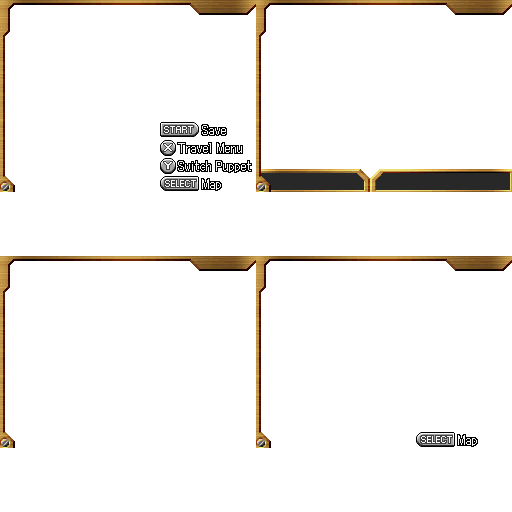 START Save
X Travel Menu
Y Switch Puppet
SELECT Map
SELECT Map